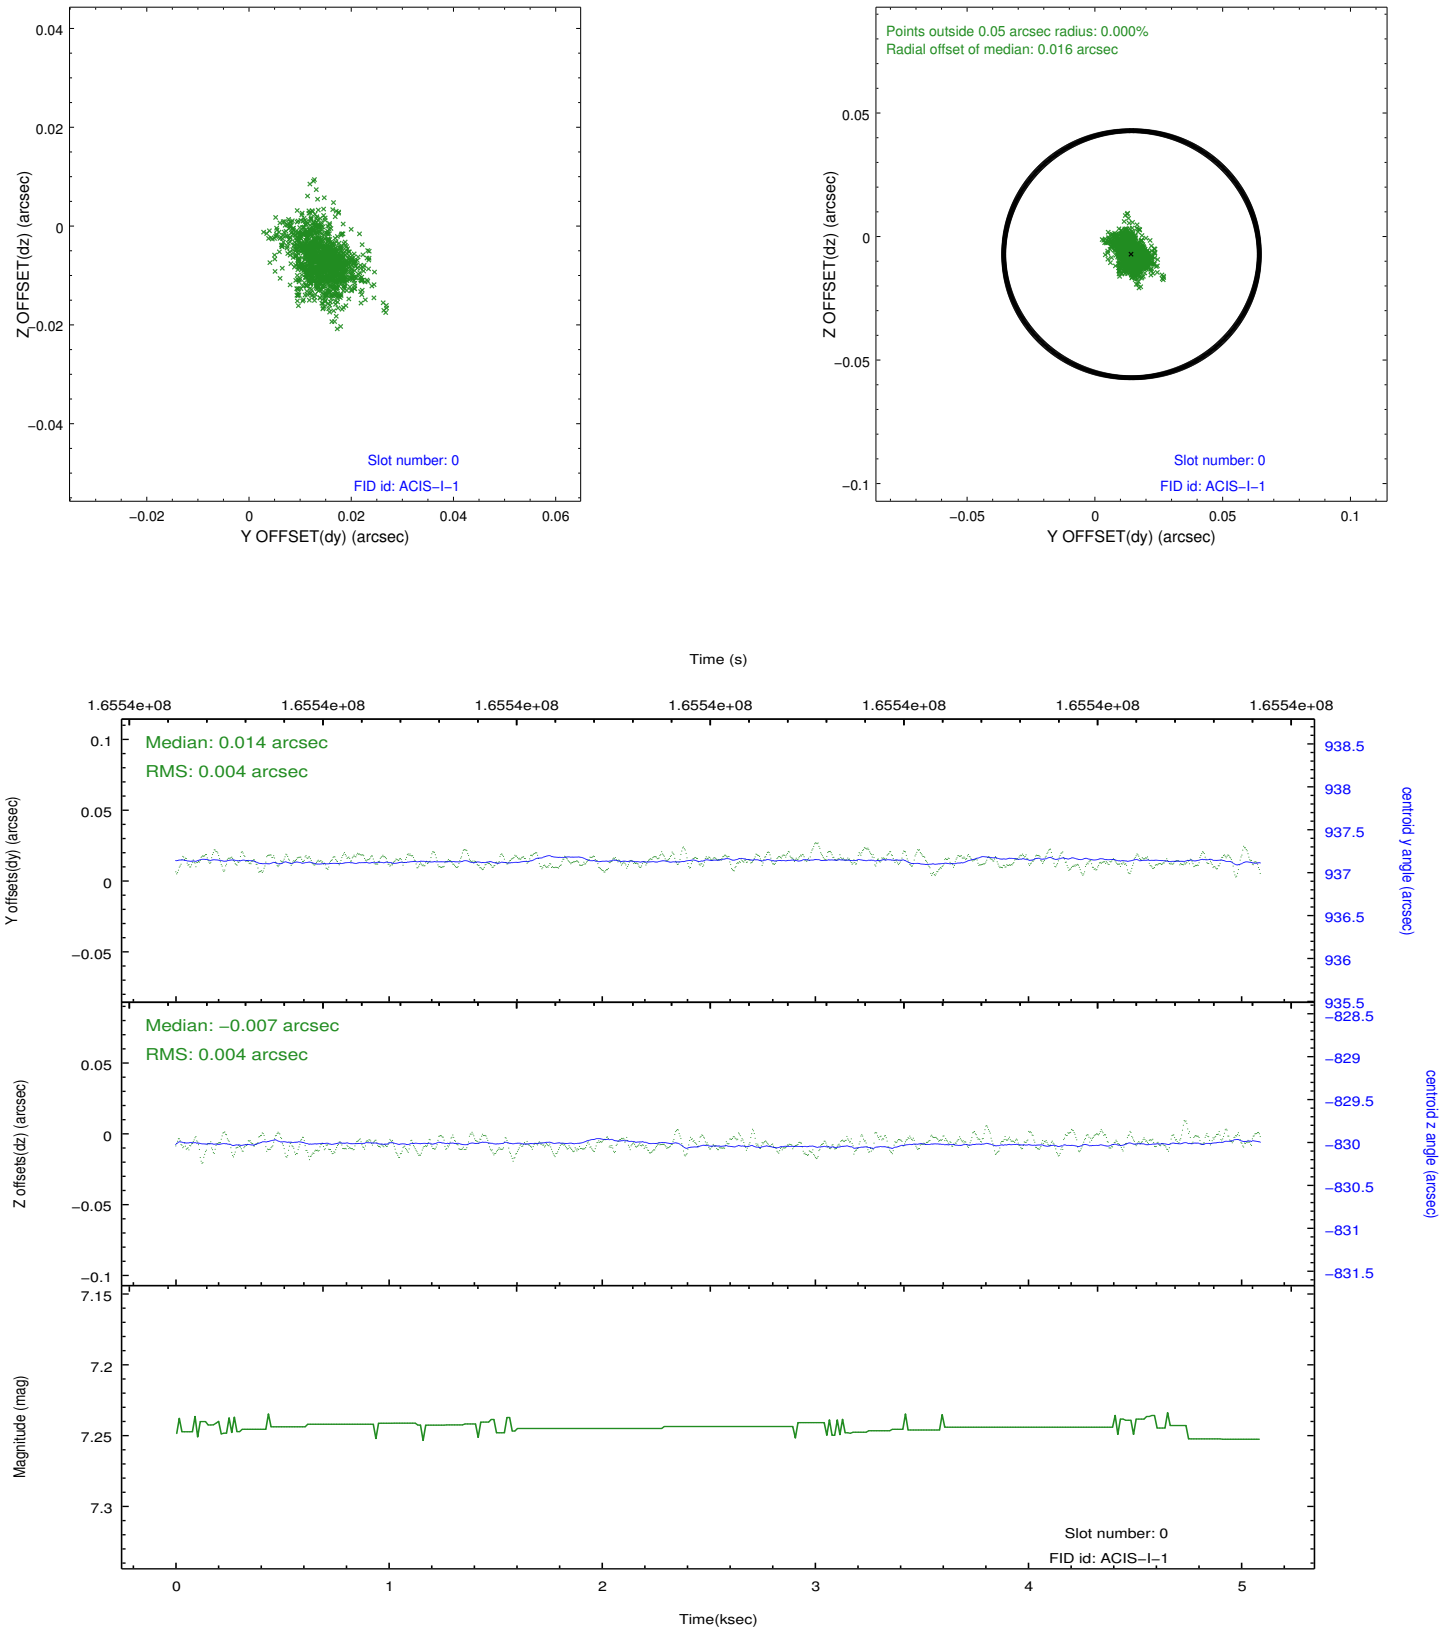 0.04
0.02
0
−0.02
−0.04
Z OFFSET(dz) (arcsec)
Slot number: 0
FID id: ACIS−I−1
−0.02 0 0.02 0.04 0.06
Y OFFSET(dy) (arcsec)
Points outside 0.05 arcsec radius: 0.000%
Radial offset of median: 0.016 arcsec
0.05
0
−0.05
−0.1
Z OFFSET(dz) (arcsec)
Slot number: 0
FID id: ACIS−I−1
−0.05 0 0.05 0.1
Y OFFSET(dy) (arcsec)
Time (s)
1.6554e+08 1.6554e+08 1.6554e+08 1.6554e+08 1.6554e+08 1.6554e+08 1.6554e+08
Median: 0.014 arcsec
RMS: 0.004 arcsec
0.1
0.05
0
−0.05
Y offsets(dy) (arcsec)
938.5
938
937.5
937
936.5
936
935.5
centroid y angle (arcsec)
Median: −0.007 arcsec
RMS: 0.004 arcsec
0.05
0
−0.05
−0.1
Z offsets(dz) (arcsec)
−828.5
−829
−829.5
−830
−830.5
−831
−831.5
centroid z angle (arcsec)
7.15
7.2
7.25
7.3
Magnitude (mag)
Slot number: 0
FID id: ACIS−I−1
0 1 2 3 4 5
Time(ksec)